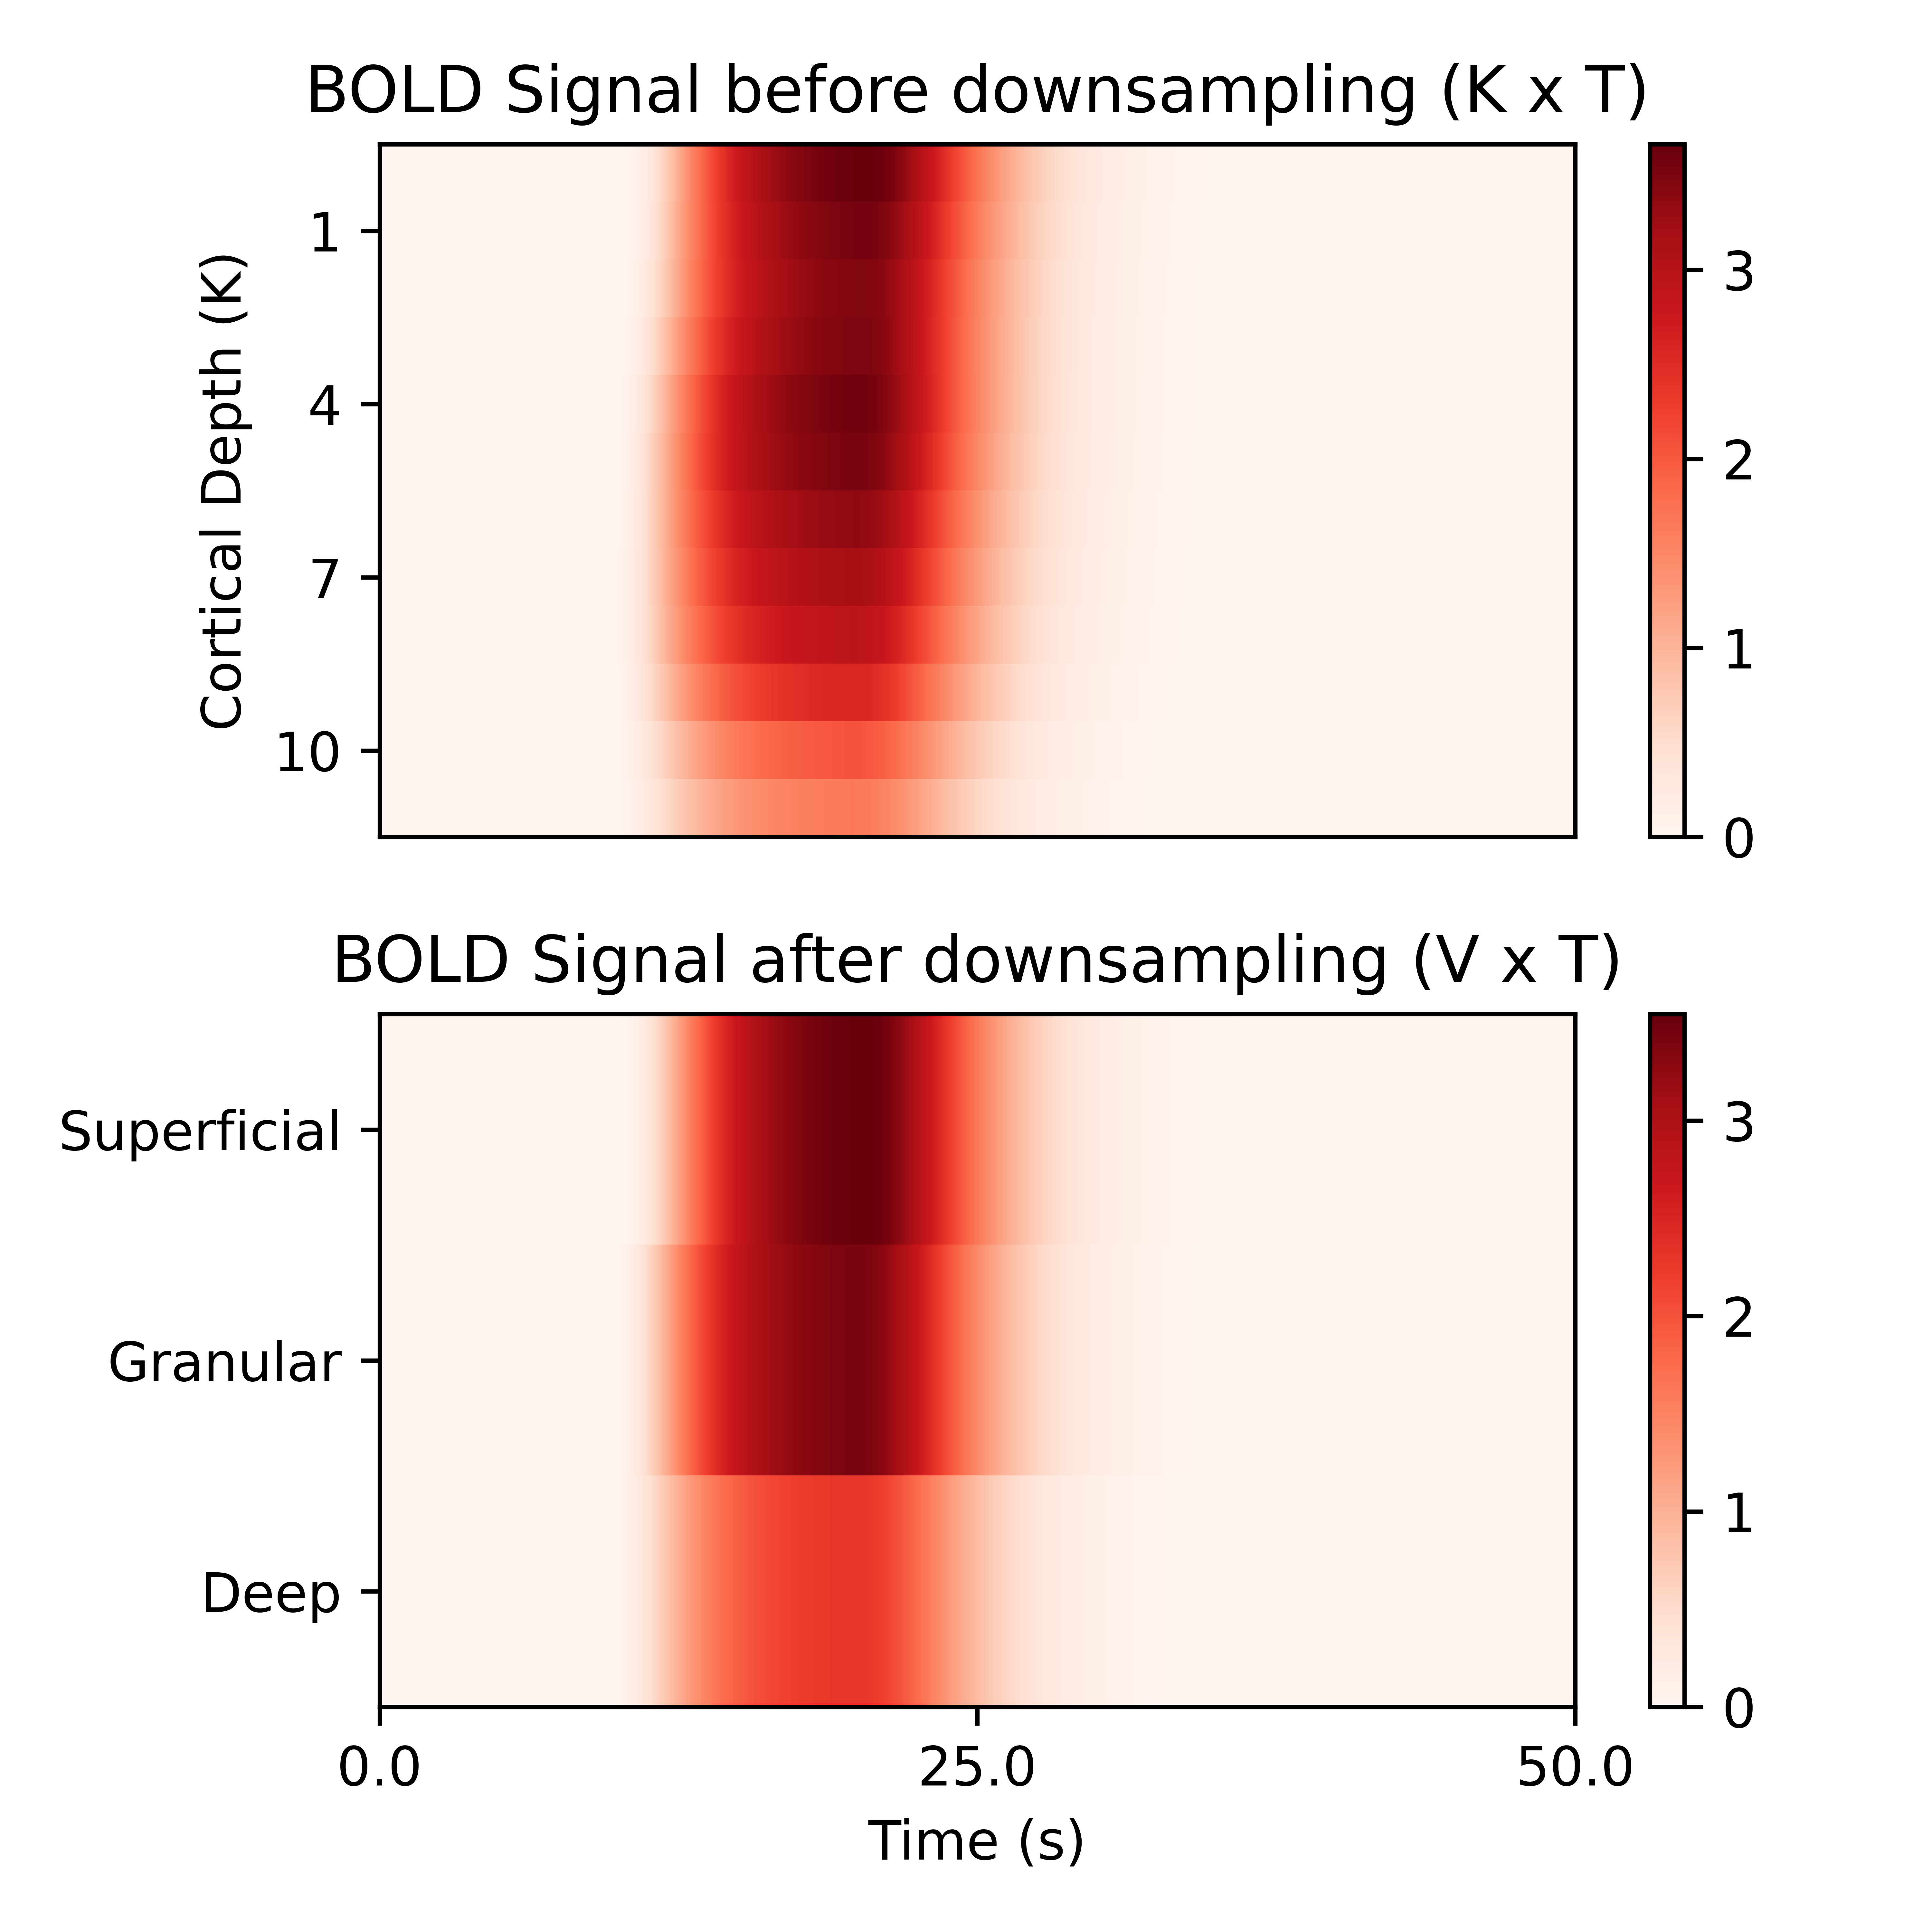 BOLD Signal before downsampling (K x T)
Cortical Depth (K)
1
4
7
10
3
2
1
0
BOLD Signal after downsampling (V x T)
Superficial
Granular
Deep
3
2
1
0
0.0 25.0 50.0
Time (s)